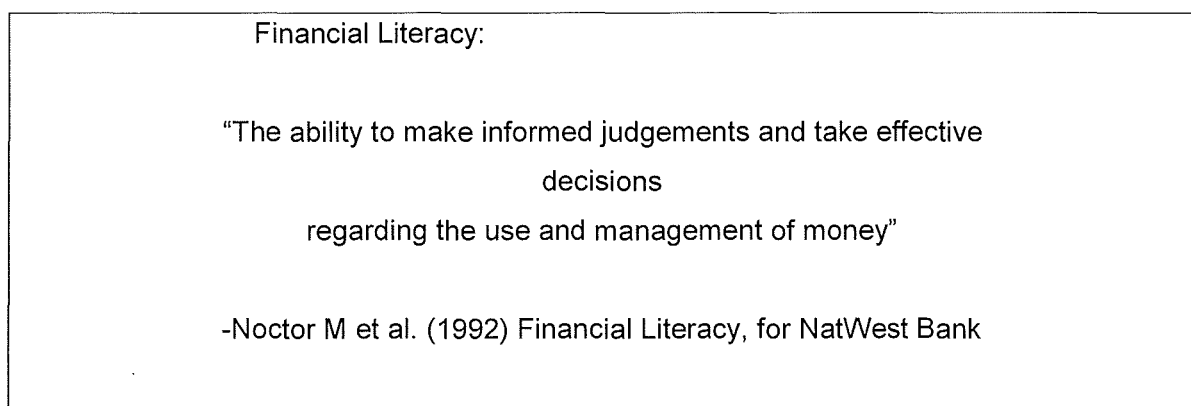 Financial Literacy:
“The ability to make informed judgements and take effective
decisions
regarding the use and management of money”
-Noctor M et al. (1992) Financial Literacy, for NatWest Bank